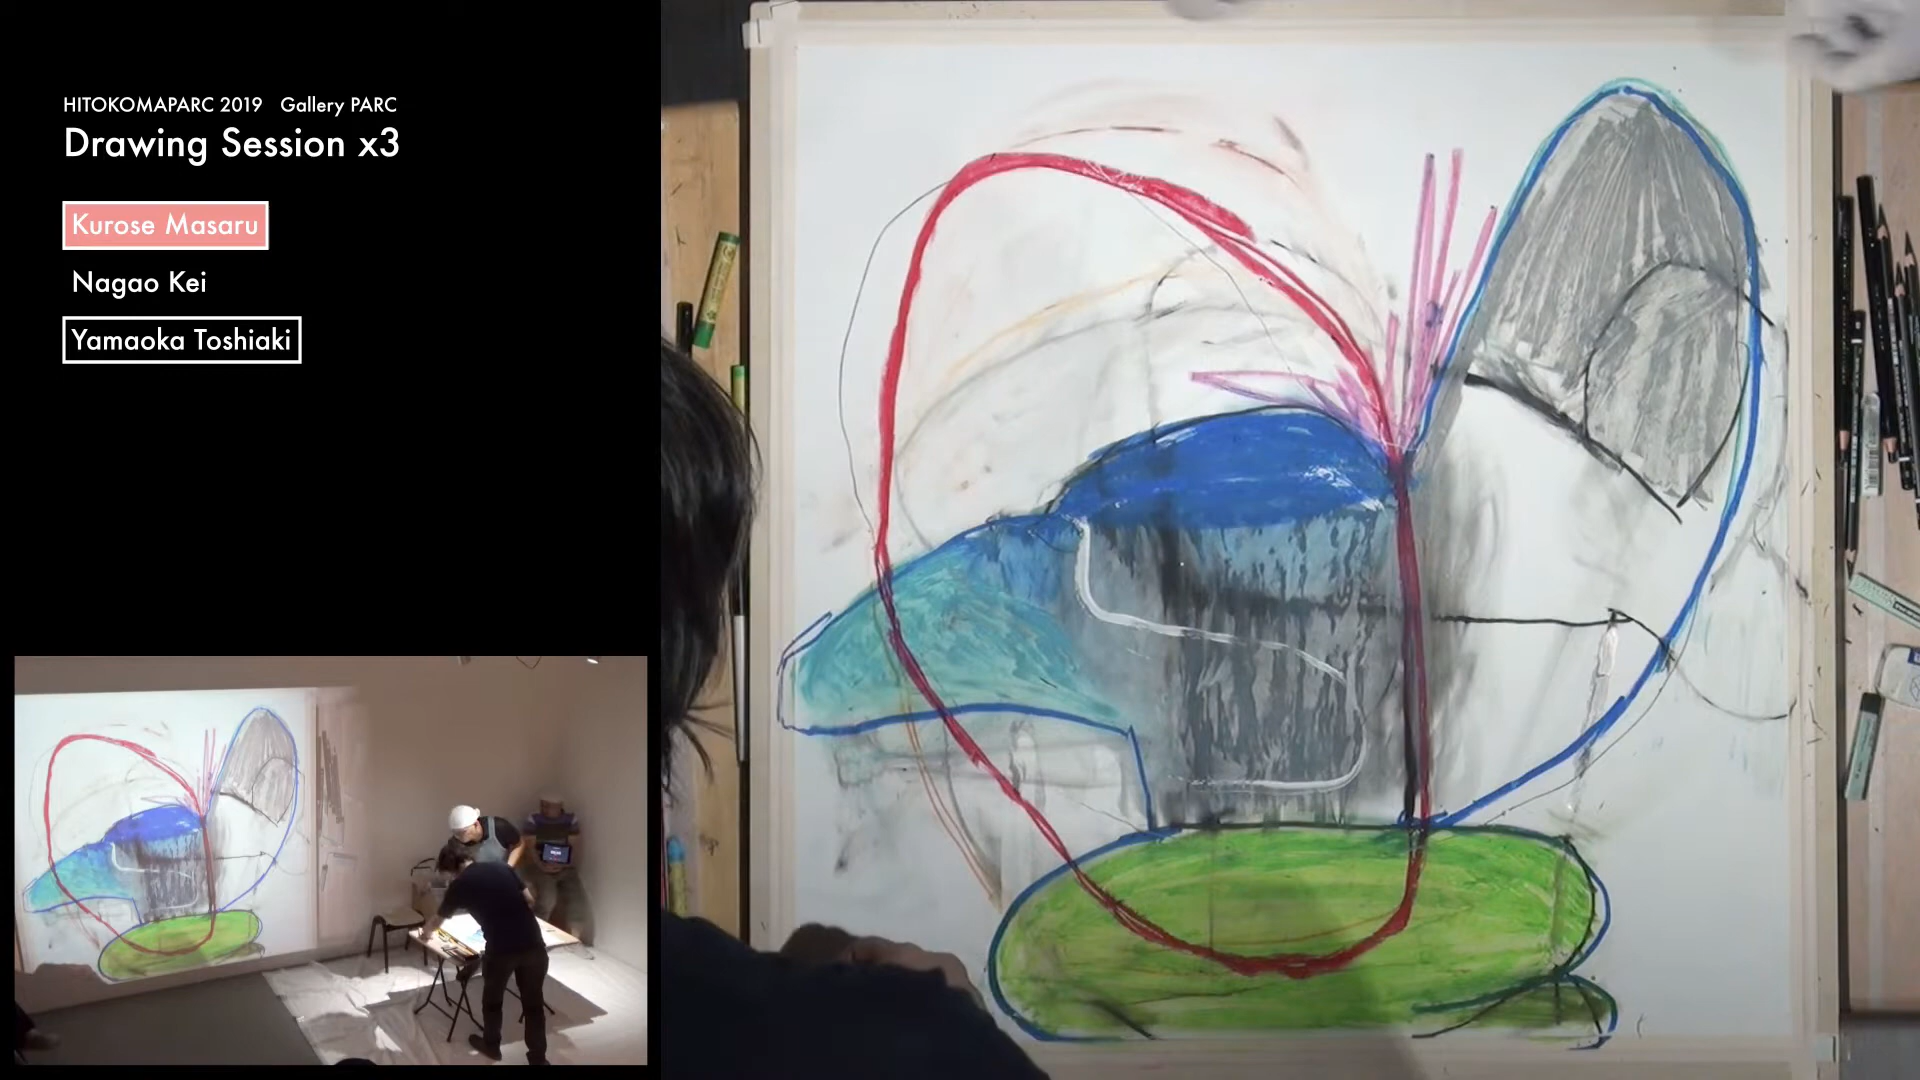 HITOKOMAPARC 2019 Gallery PARC
Drawing Session x3
Kurose Masaru
Nagao Kei
Yamaoka Toshiaki